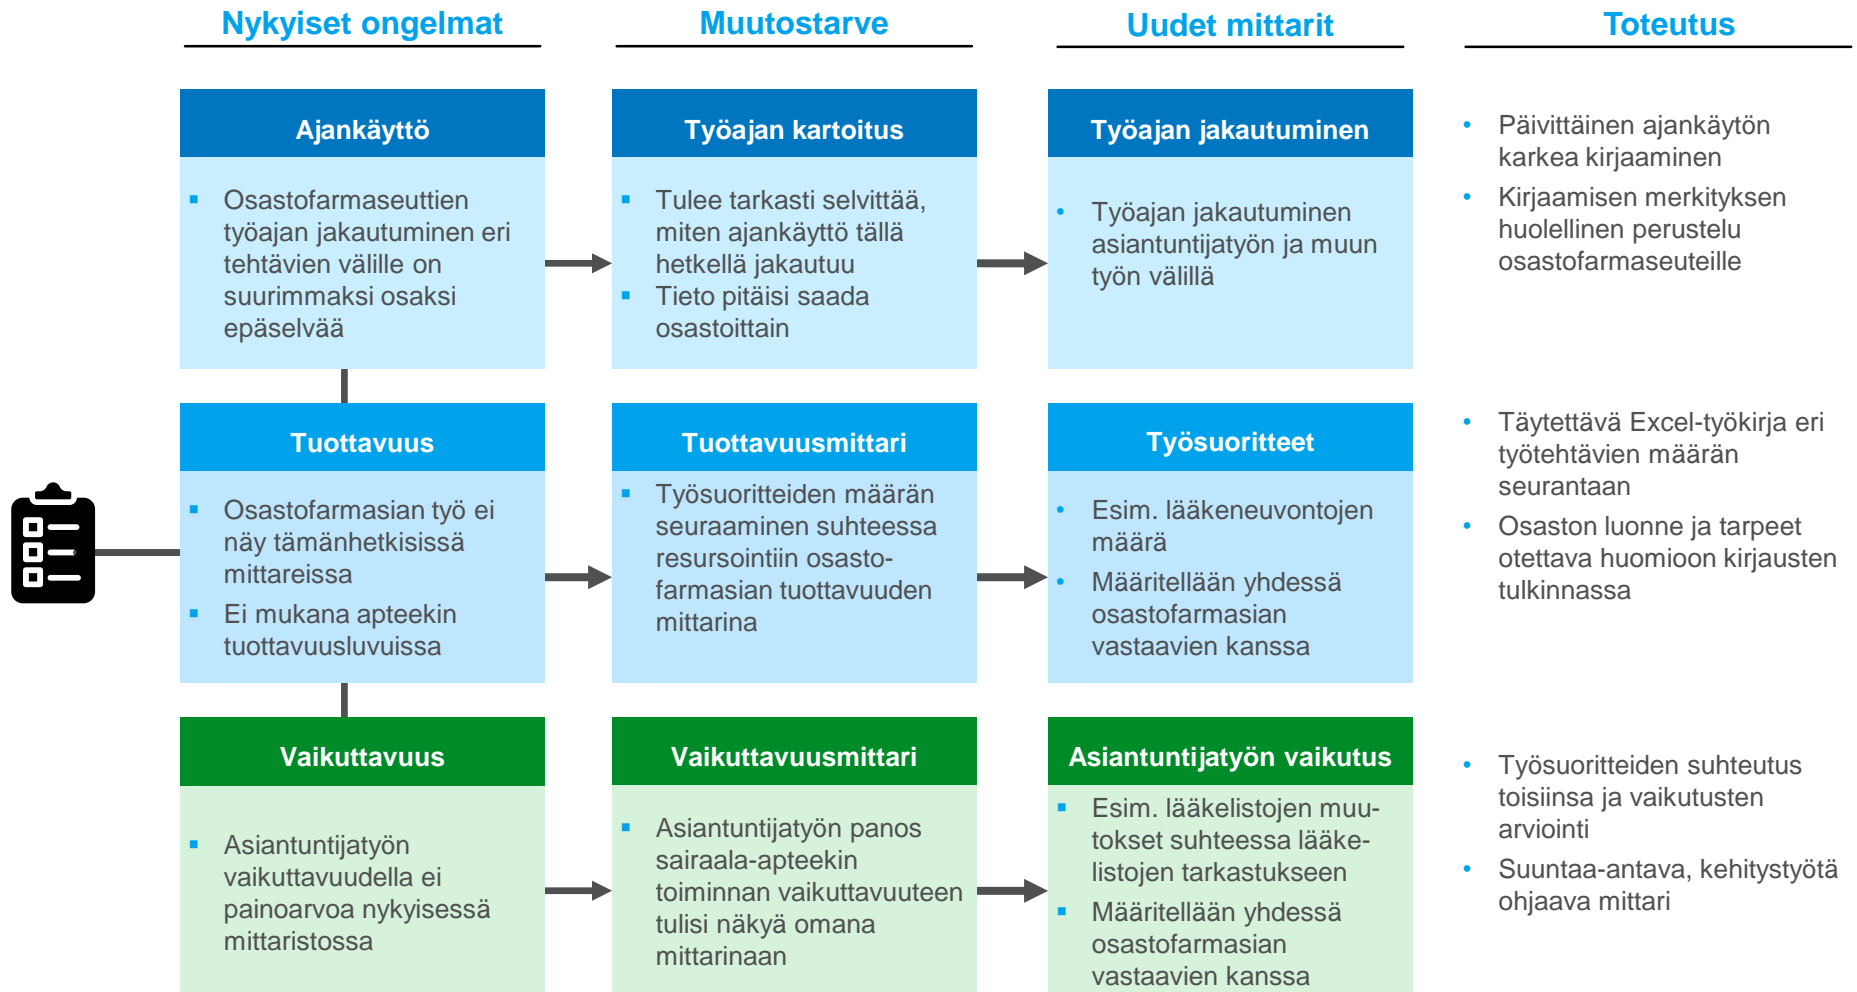 Nykyiset ongelmat
Muutostarve
Uudet mittarit
Toteutus
Ajankäyttö
Osastofarmaseuttien
työajan jakautuminen eri
tehtävien välille on
suurimmaksi osaksi
epäselvää
Työajan kartoitus
Tulee tarkasti selvittää,
miten ajankäyttö tällä
hetkellä jakautuu
Tieto pitäisi saada
osastoittain
Työajan jakautuminen
Työajan jakautuminen
asiantuntijatyön ja muun
työn välillä
Päivittäinen ajankäytön
karkea kirjaaminen
Kirjaamisen merkityksen
huolellinen perustelu
osastofarmaseuteille
Tuottavuus
Osastofarmasian työ ei
näy tämänhetkisissä
mittareissa
Ei mukana apteekin
tuottavuusluvuissa
Tuottavuusmittari
Työsuoritteiden määrän
seuraaminen suhteessa
resursointiin osasto-
farmasian tuottavuuden
mittarina
Työsuoritteet
Esim. lääkeneuvontojen
määrä
Määritellään yhdessä
osastofarmasian
vastaavien kanssa
Täytettävä Excel-työkirja eri
työtehtävien määrän
seurantaan
Osaston luonne ja tarpeet
otettava huomioon kirjausten
tulkinnassa
Vaikuttavuus
Asiantuntijatyön
vaikuttavuudella ei
painoarvoa nykyisessä
mittaristossa
Vaikuttavuusmittari
Asiantuntijatyön panos
sairaala-apteekin
toiminnan vaikuttavuuteen
tulisi näkyä omana
mittarinaan
Asiantuntijatyön vaikutus
Esim. lääkelistojen muu-
tokset suhteessa lääke-
listojen tarkastukseen
Määritellään yhdessä
osastofarmasian
vastaavien kanssa
Työsuoritteiden suhteutus
toisiinsa ja vaikutusten
arviointi
Suuntaa-antava, kehitystyötä
ohjaava mittari